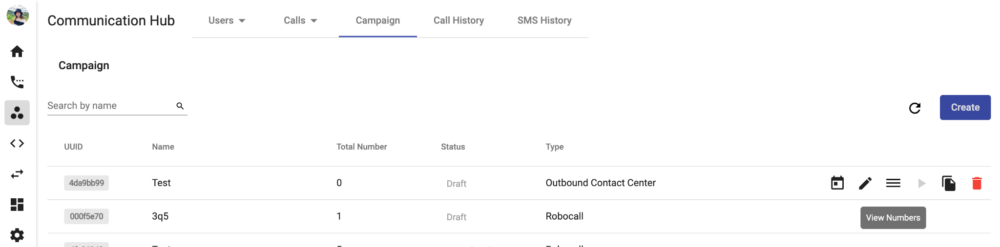 Communication Hub Users Calls Campaign Call History SMS History
Campaign
Search by name Create
UUID Name Total Number Status Type
4da9bb99 Test 0 Draft Outbound Contact Center
000f5e70 3q5 1 Draft Robocall View Numbers